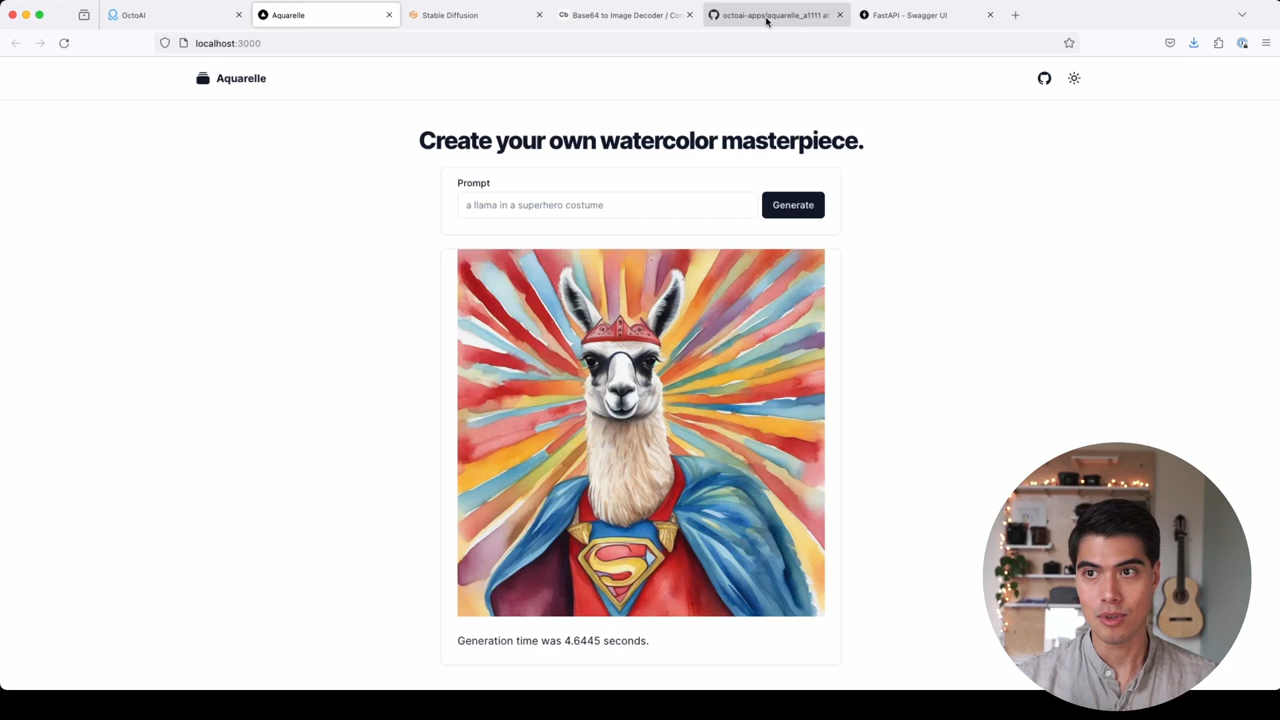 OctoAI
Aquarelle
Stable Diffusion
Base64 to Image Decoder / Con
octoai-apps/aquarelle_a1111 a
FastAPI - Swagger UI
localhost:3000
Aquarelle
Create your own watercolor masterpiece.
Prompt
a llama in a superhero costume
Generate
S
Generation time was 4.6445 seconds.